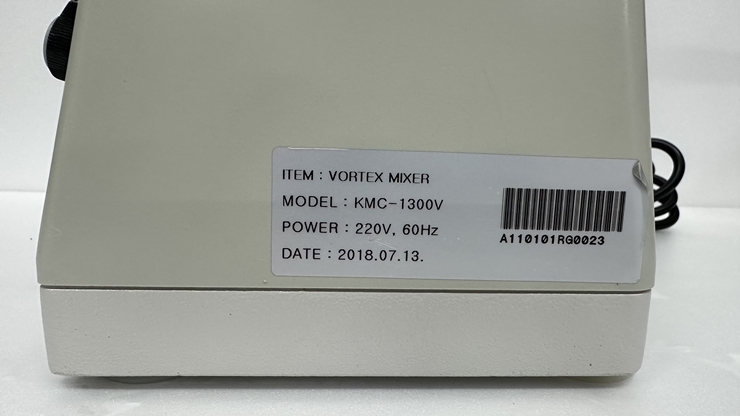 ITEM : VORTEX MIXER
MODEL : KMC-1300V
POWER : 220V, 60Hz
DATE : 2018.07.13.
A110101RG0023